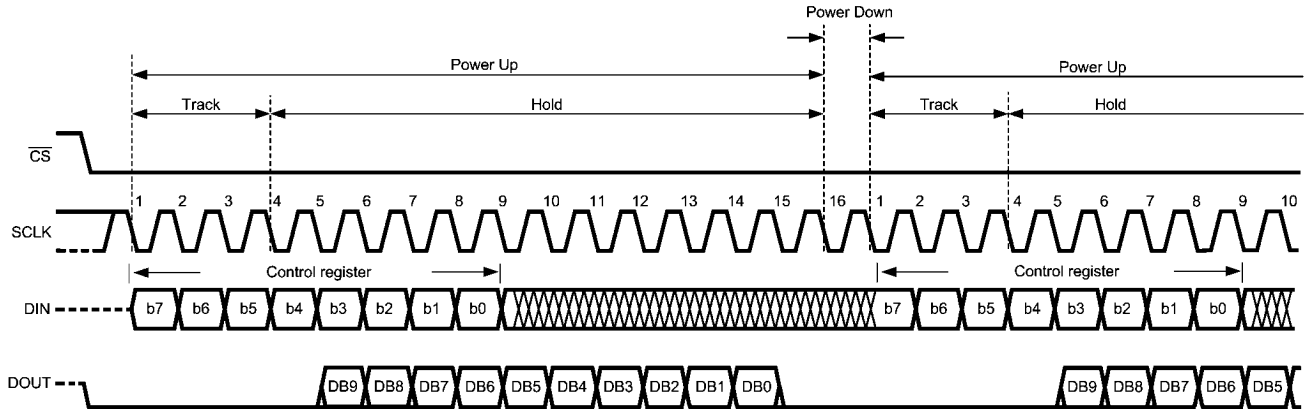 Power Down
Power Up Power Up
Track Hold Track Hold
CS
1 2 3 4 5 6 7 8 9 10 11 12 13 14 15 16 1 2 3 4 5 6 7 8 9 10
SCLK
Control register Control register
DIN b7 b6 b5 b4 b3 b2 b1 b0 b7 b6 b5 b4 b3 b2 b1 b0
DOUT DB9 DB8 DB7 DB6 DB5 DB4 DB3 DB2 DB1 DB0 DB9 DB8 DB7 DB6 DB5